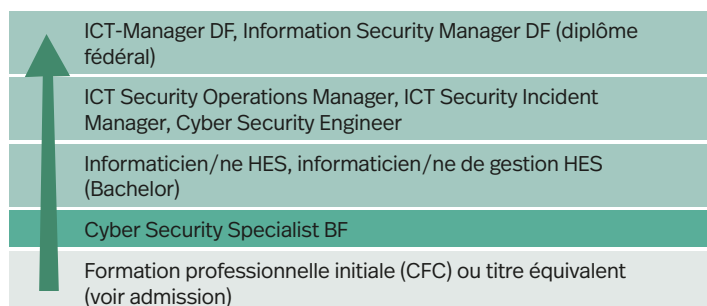 ICT-Manager DF, Information Security Manager DF (diplôme
fédéral)
ICT Security Operations Manager, ICT Security Incident
Manager, Cyber Security Engineer
Informaticien/ne HES, informaticien/ne de gestion HES
(Bachelor)
Cyber Security Specialist BF
Formation professionnelle initiale (CFC) ou titre équivalent
(voir admission)